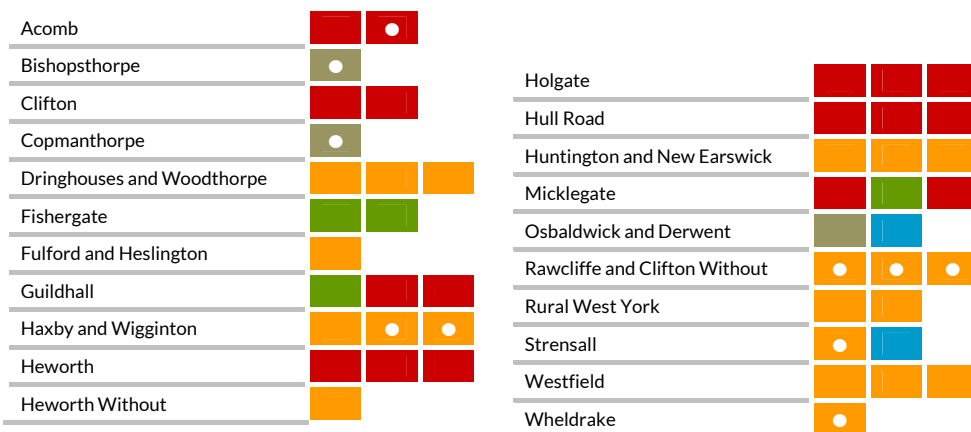 Acomb
Bishopsthorpe
Clifton
Copmanthorpe
Dringhouses and Woodthorpe
Fishergate
Fulford and Heslington
Guildhall
Haxby and Wigginton
Heworth
Heworth Without
Holgate
Hull Road
Huntington and New Earswick
Micklegate
Osbaldwick and Derwent
Rawcliffe and Clifton Without
Rural West York
Strensall
Westfield
Wheldrake